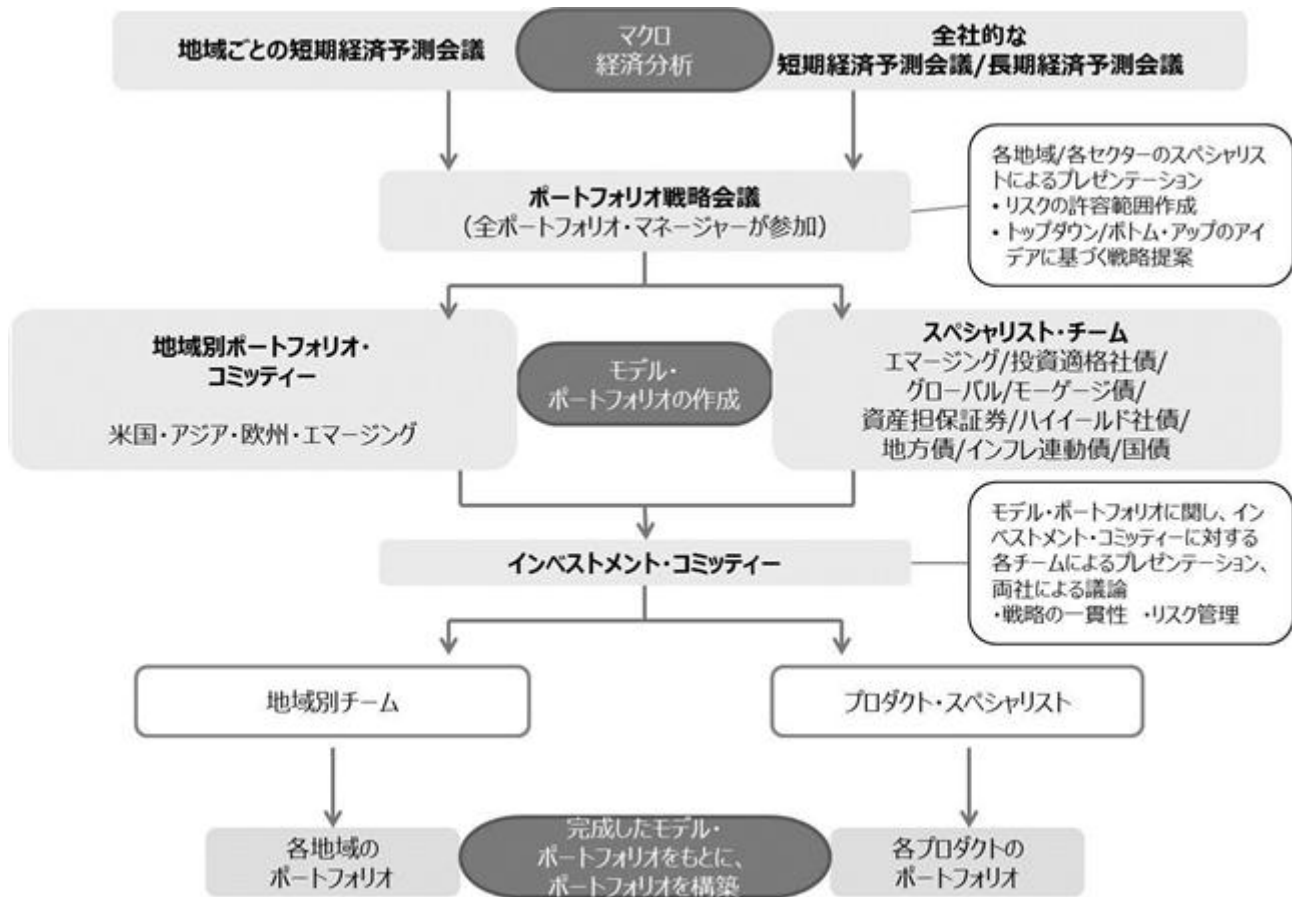 地域ごとの短期経済予測会議
マクロ
経済分析
全社的な
短期経済予測会議/長期経済予測会議
各地域/各セクターのスペシャリス
トによるプレゼンテーション
• リスクの許容範囲作成
• トップダウン/ボトム・アップのアイ
デアに基づく戦略提案
ポートフォリオ戦略会議
（全ポートフォリオ・マネージャーが参加）
地域別ポートフォリオ・
コミッティー
米国・アジア・欧州・エマージング
モデル・
ポートフォリオの作成
スペシャリスト・チーム
エマージング/投資適格社債/
グローバル/モーゲージ債/
資産担保証券/ハイイールド社債/
地方債/インフレ連動債/国債
インベストメント・コミッティー
モデル・ポートフォリオに関し、イン
ベストメント・コミッティーに対する
各チームによるプレゼンテーション、
両社による議論
・戦略の一貫性 ・リスク管理
地域別チーム
プロダクト・スペシャリスト
各地域の
ポートフォリオ
完成したモデル・
ポートフォリオをもとに、
ポートフォリオを構築
各プロダクトの
ポートフォリオ